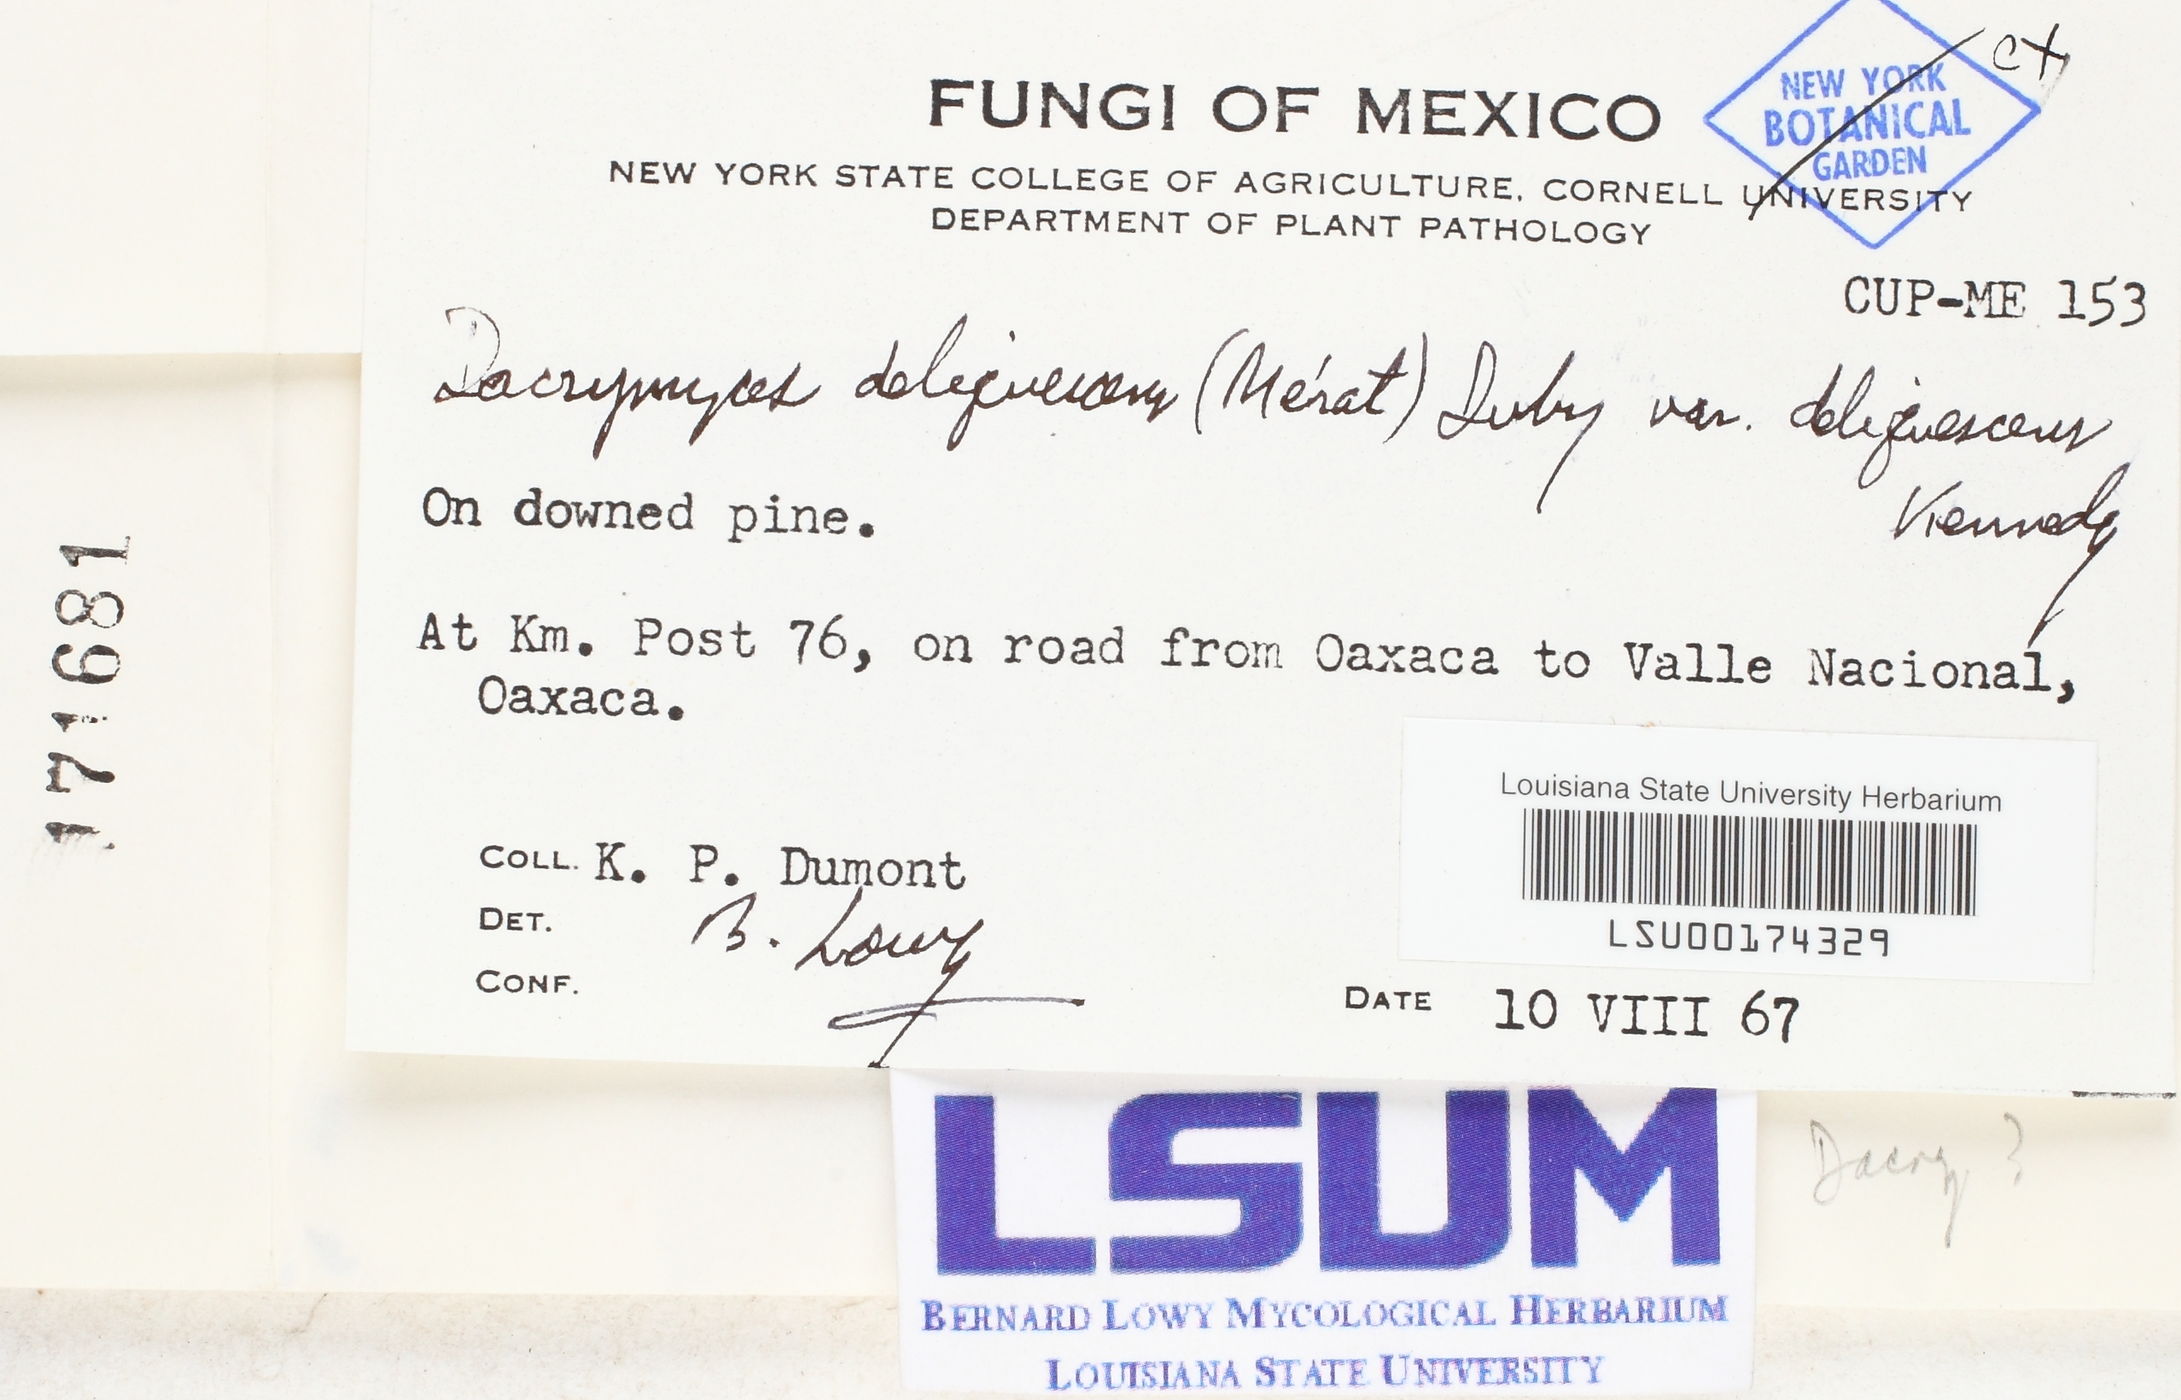 FUNGI OF MEXICO
NEW YORK BOTANICAL GARDEN
NEW YORK STATE COLLEGE OF AGRICULTURE, CORNELL UNIVERSITY
DEPARTMENT OF PLANT PATHOLOGY
CUP-ME 153
Dacrymyces deliquescens (Mérat) Duby var. deliquescens
Kennedy
On downed pine.
At Km. Post 76, on road from Oaxaca to Valle Nacional,
Oaxaca.
Louisiana State University Herbarium
LSU00174329
COLL. K. P. Dumont
DET. B. Lowy
CONF.
DATE 10 VIII 67
171681
LSUM
BERNARD LOWY MYCOLOGICAL HERBARIUM
LOUISIANA STATE UNIVERSITY
Dacry ?